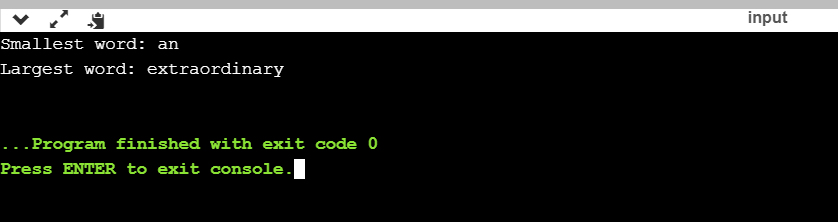 input
Smallest word: an
Largest word: extraordinary
...Program finished with exit code 0
Press ENTER to exit console.